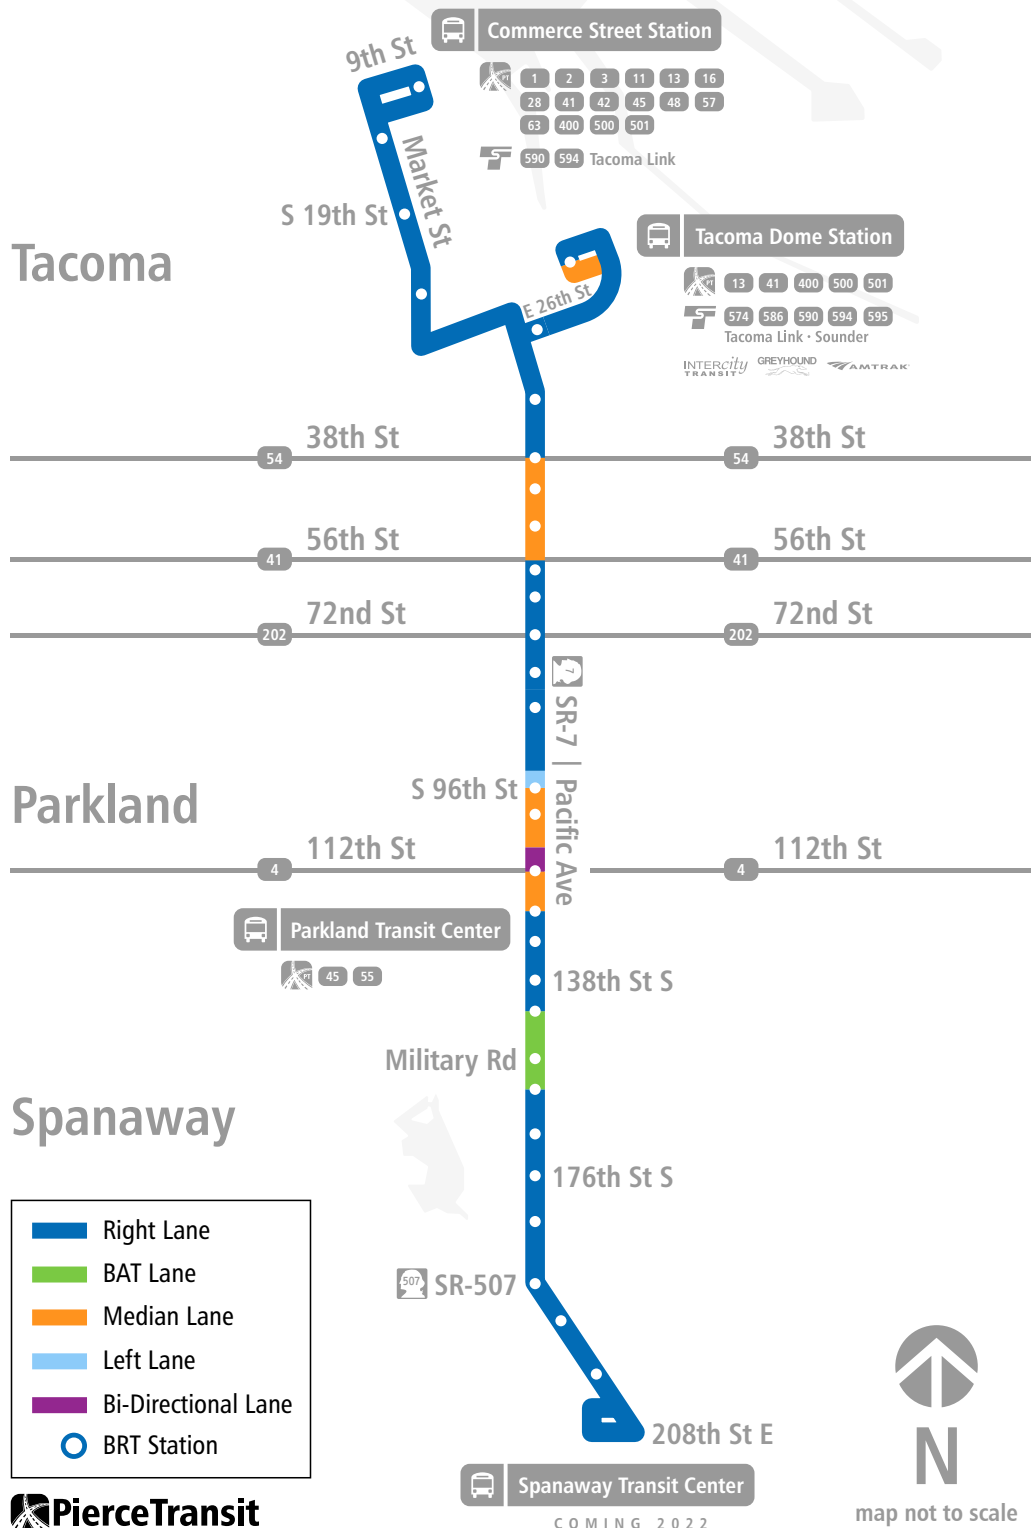 Commerce Street Station
9th St
PT
1 2 3 11 13 16
28 41 42 45 48 57
63 400 500 501
ST
590 594 Tacoma Link
Market St
S 19th St
Tacoma
Tacoma Dome Station
PT
13 41 400 500 501
ST
574 586 590 594 595
Tacoma Link · Sounder
INTERcity TRANSIT GREYHOUND AMTRAK
E 26th St
38th St 38th St
54 54
56th St 56th St
41 41
72nd St 72nd St
202 202
7
SR-7 | Pacific Ave
S 96th St
Parkland
112th St 112th St
4 4
Parkland Transit Center
PT
45 55
138th St S
Military Rd
Spanaway
176th St S
507 SR-507
Right Lane
BAT Lane
Median Lane
Left Lane
Bi-Directional Lane
BRT Station
208th St E
N
Spanaway Transit Center
COMING 2022
map not to scale
PierceTransit